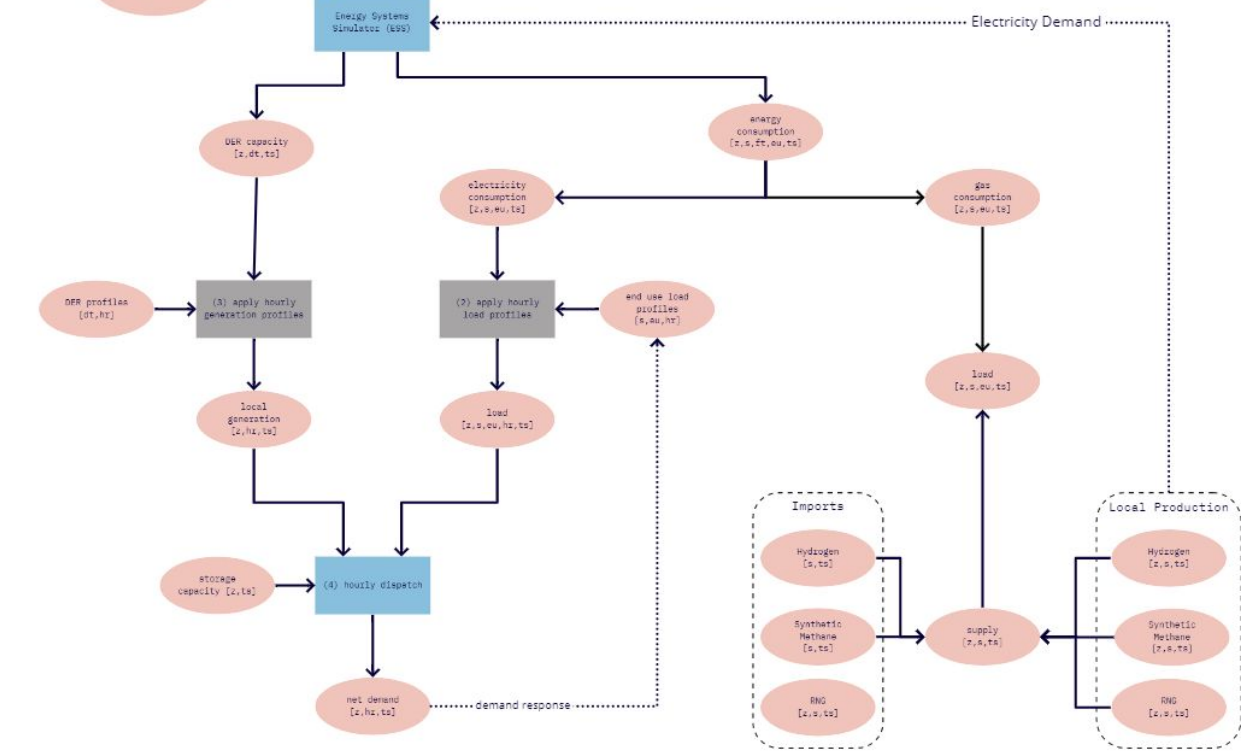 Energy Systems
Simulator (ESS)
Electricity Demand
DER capacity
[z,dt,ts]
energy
consumption
[z,s,ft,eu,ts]
electricity
consumption
[z,s,eu,ts]
gas
consumption
[z,s,eu,ts]
DER profiles
[dt,hr]
(3) apply hourly
generation profiles
(2) apply hourly
load profiles
end use load
profiles
[s,eu,hr]
local
generation
[z,hr,ts]
load
[z,s,eu,hr,ts]
load
[z,s,eu,ts]
storage
capacity [z,ts]
(4) hourly dispatch
net demand
[z,hr,ts]
demand response
Imports
Hydrogen
[s,ts]
Synthetic
Methane
[s,ts]
RNG
[z,s,ts]
supply
[z,s,ts]
Local Production
Hydrogen
[z,s,ts]
Synthetic
Methane
[z,s,ts]
RNG
[z,s,ts]